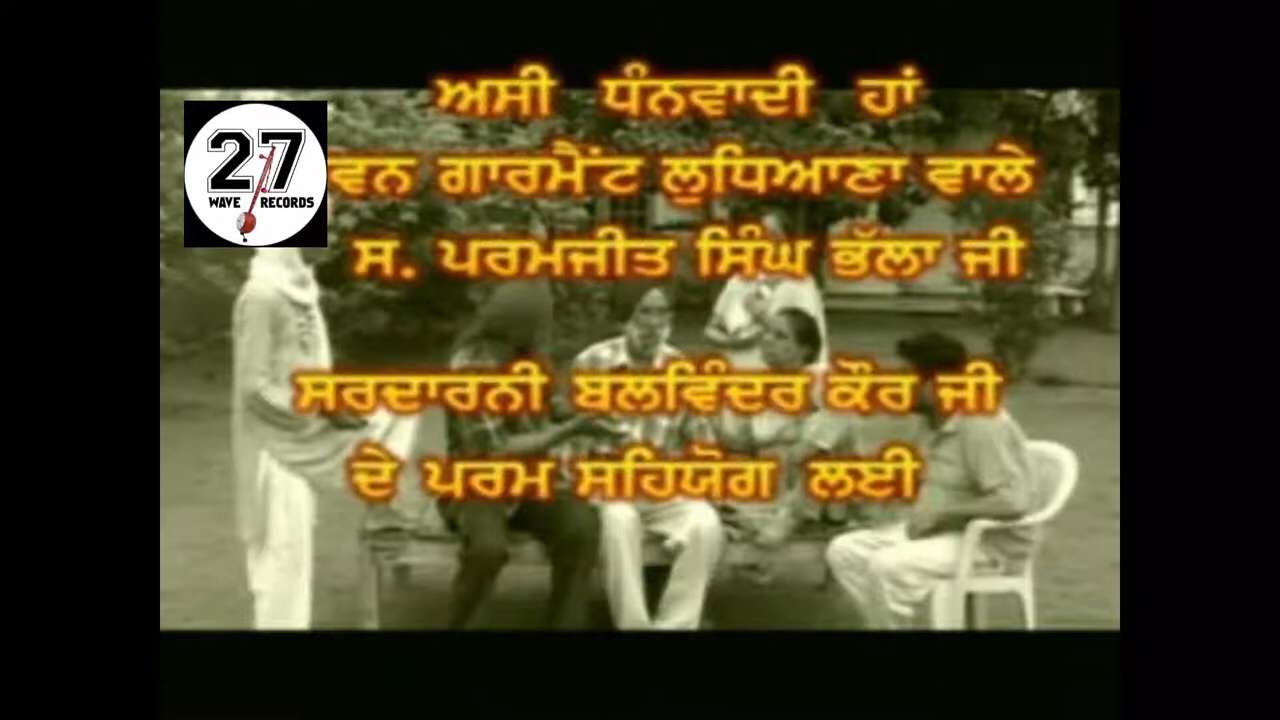 ਅਸੀ ਧੰਨਵਾਦੀ ਹਾਂ
27
WAVE RECORDS
ਗਾਰਮੈਂਟ ਲੁਧਿਆਣਾ ਵਾਲੇ
ਸ. ਪਰਮਜੀਤ ਸਿੰਘ ਭੱਲਾ ਜੀ
ਸਰਦਾਰਨੀ ਬਲਵਿੰਦਰ ਕੌਰ ਜੀ
ਦੇ ਪਰਮ ਸਹਿਯੋਗ ਲਈ